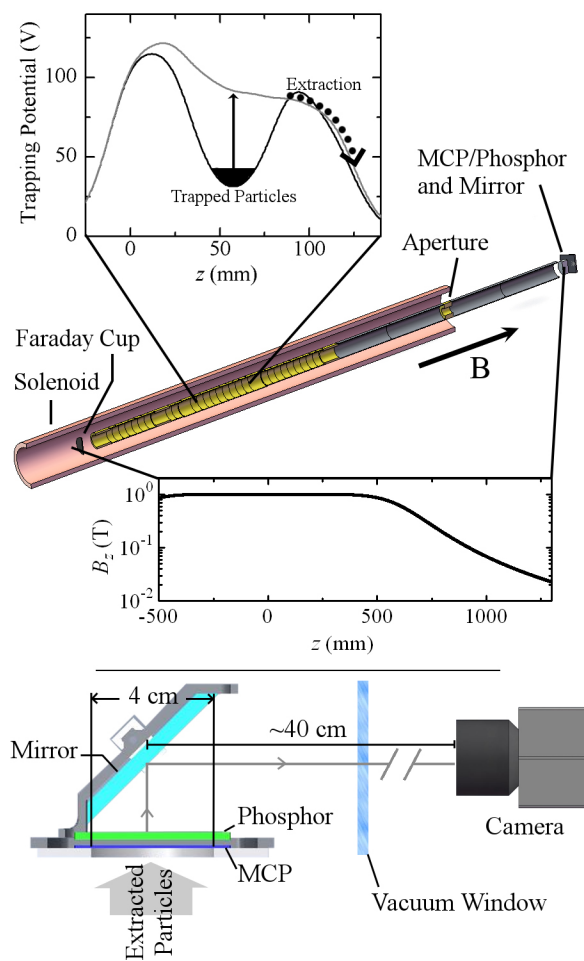 Trapping Potential (V)
100
50
0
Extraction
Trapped Particles
0
50
100
z (mm)
MCP/Phosphor
and Mirror
Aperture
Faraday Cup
Solenoid
B
B_z (T)
10^0
10^-1
10^-2
-500
0
500
1000
z (mm)
4 cm
~40 cm
Mirror
Phosphor
MCP
Camera
Vacuum Window
Extracted
Particles